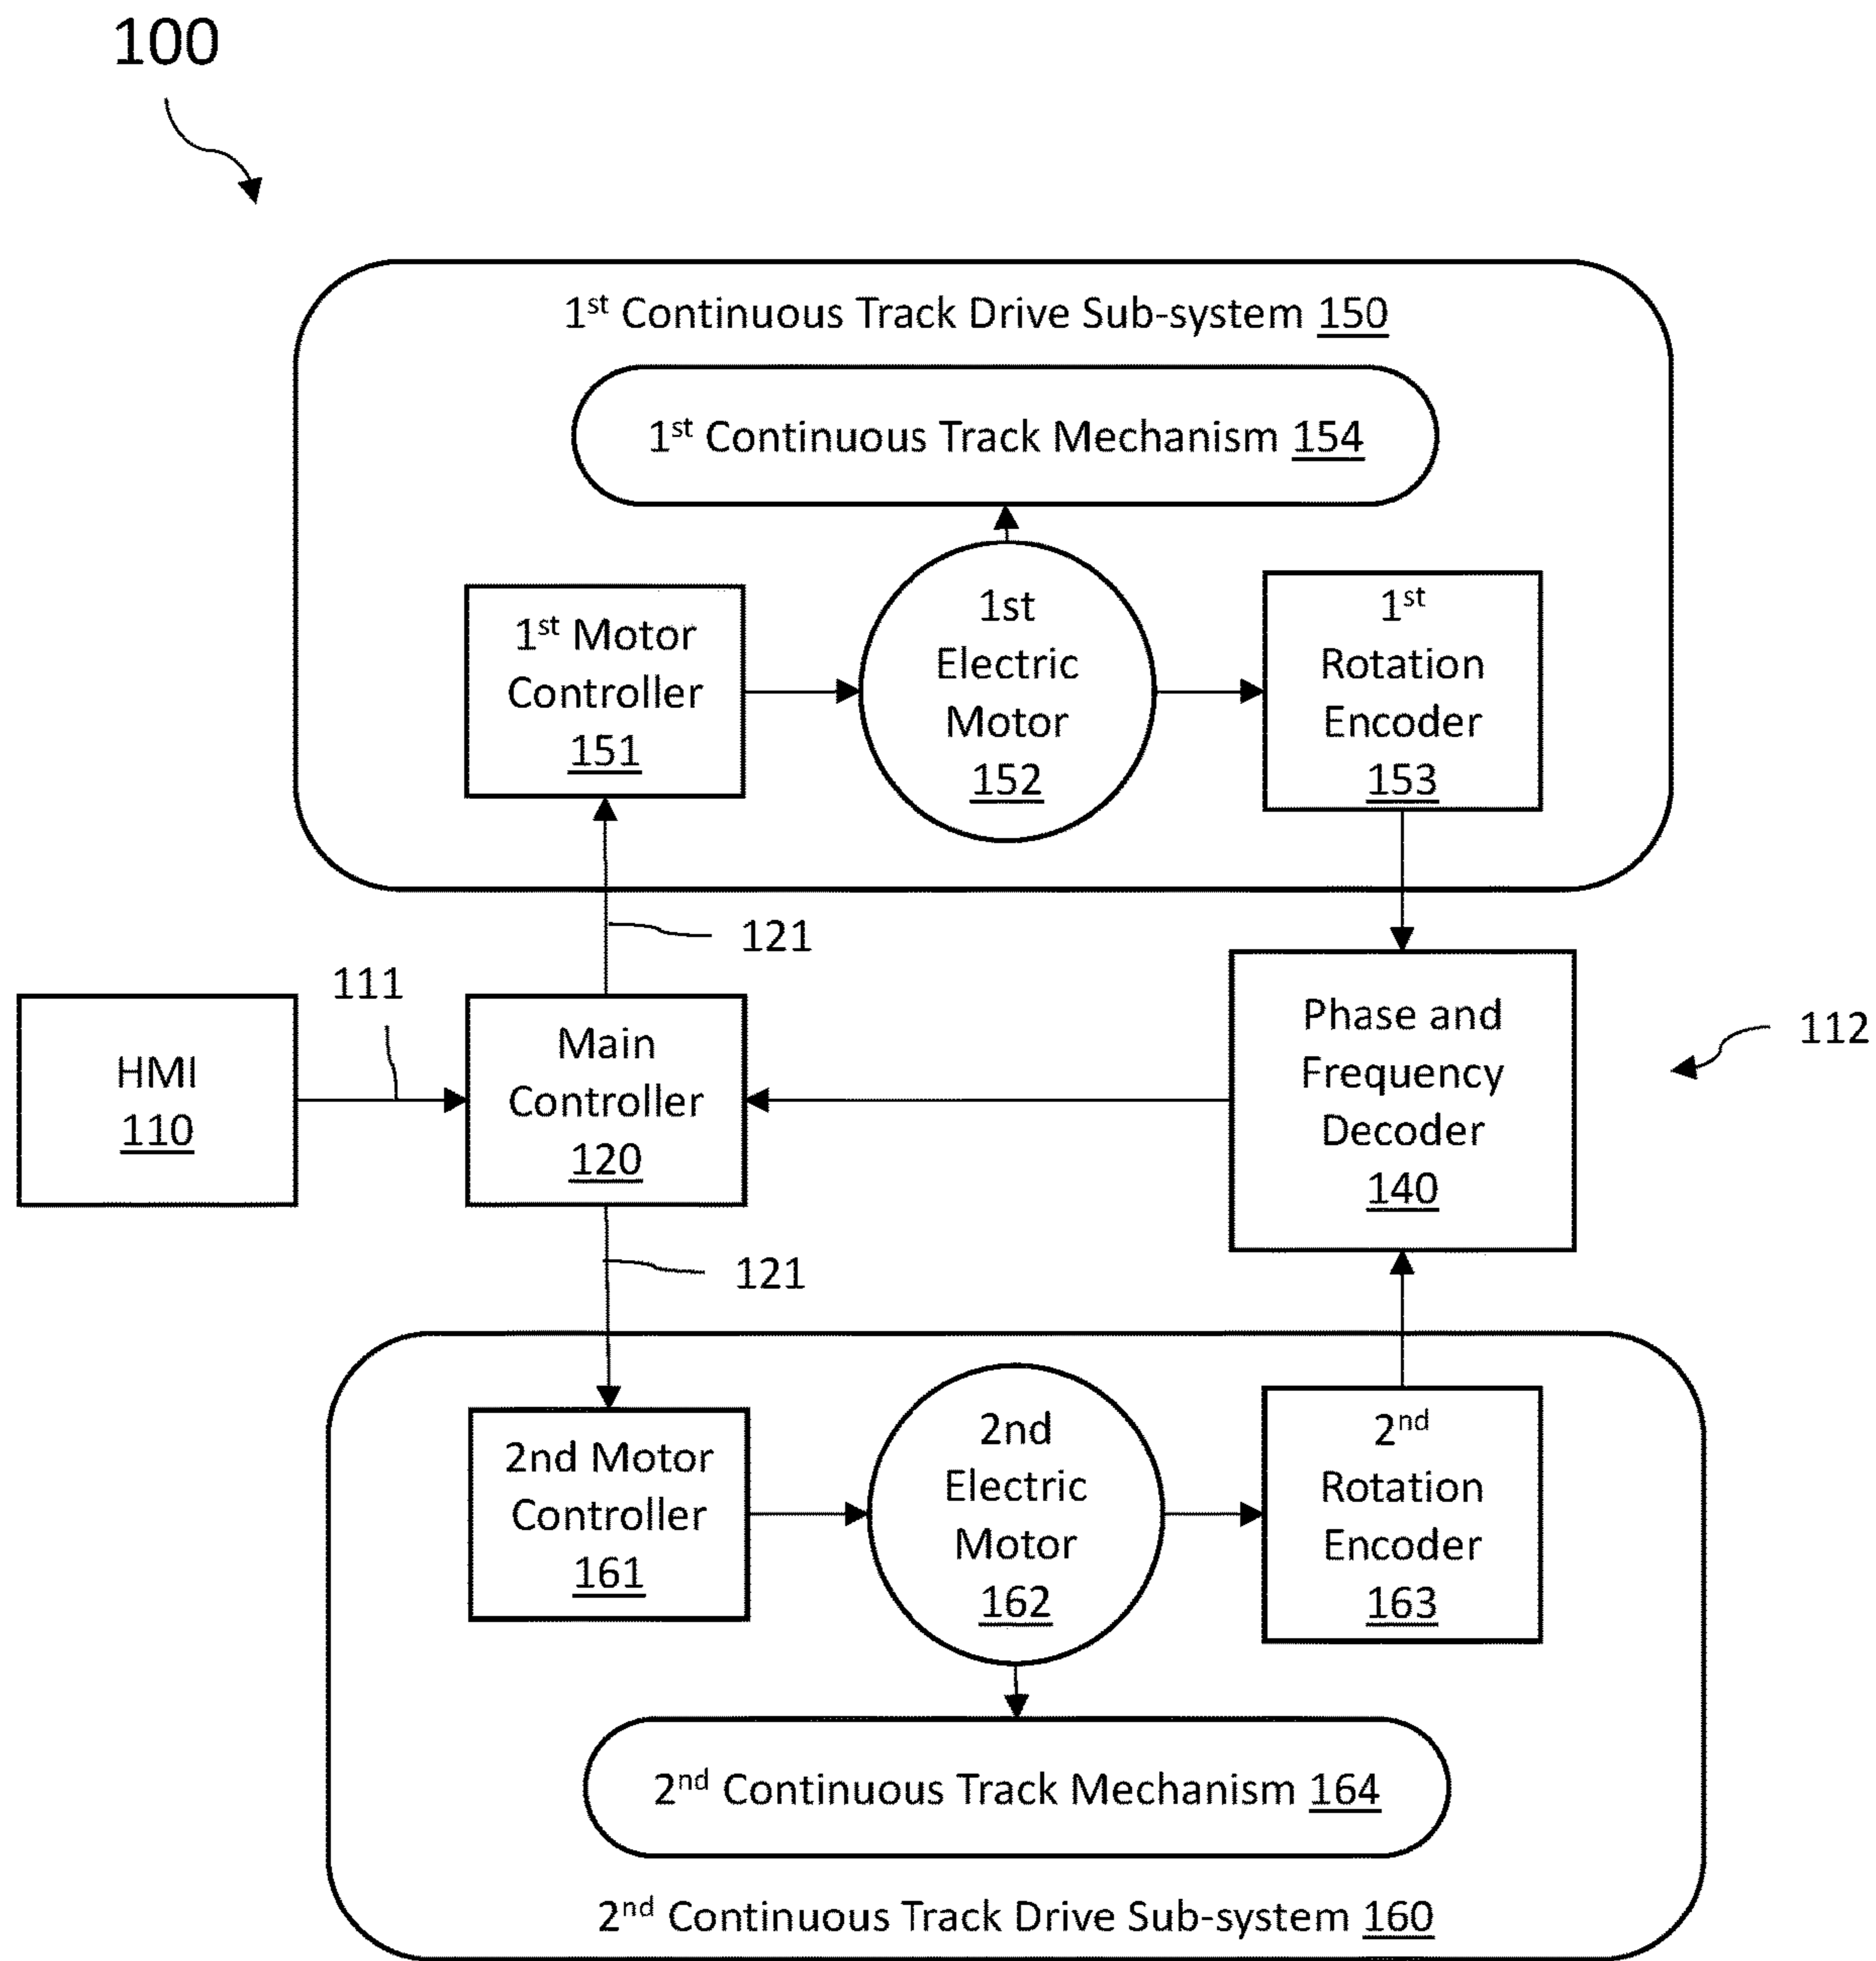 100
1st Continuous Track Drive Sub-system 150
1st Continuous Track Mechanism 154
1st Motor
Controller
151
1st
Electric
Motor
152
1st
Rotation
Encoder
153
121
111
HMI
110
Main
Controller
120
Phase and
Frequency
Decoder
140
112
121
2nd Motor
Controller
161
2nd
Electric
Motor
162
2nd
Rotation
Encoder
163
2nd Continuous Track Mechanism 164
2nd Continuous Track Drive Sub-system 160